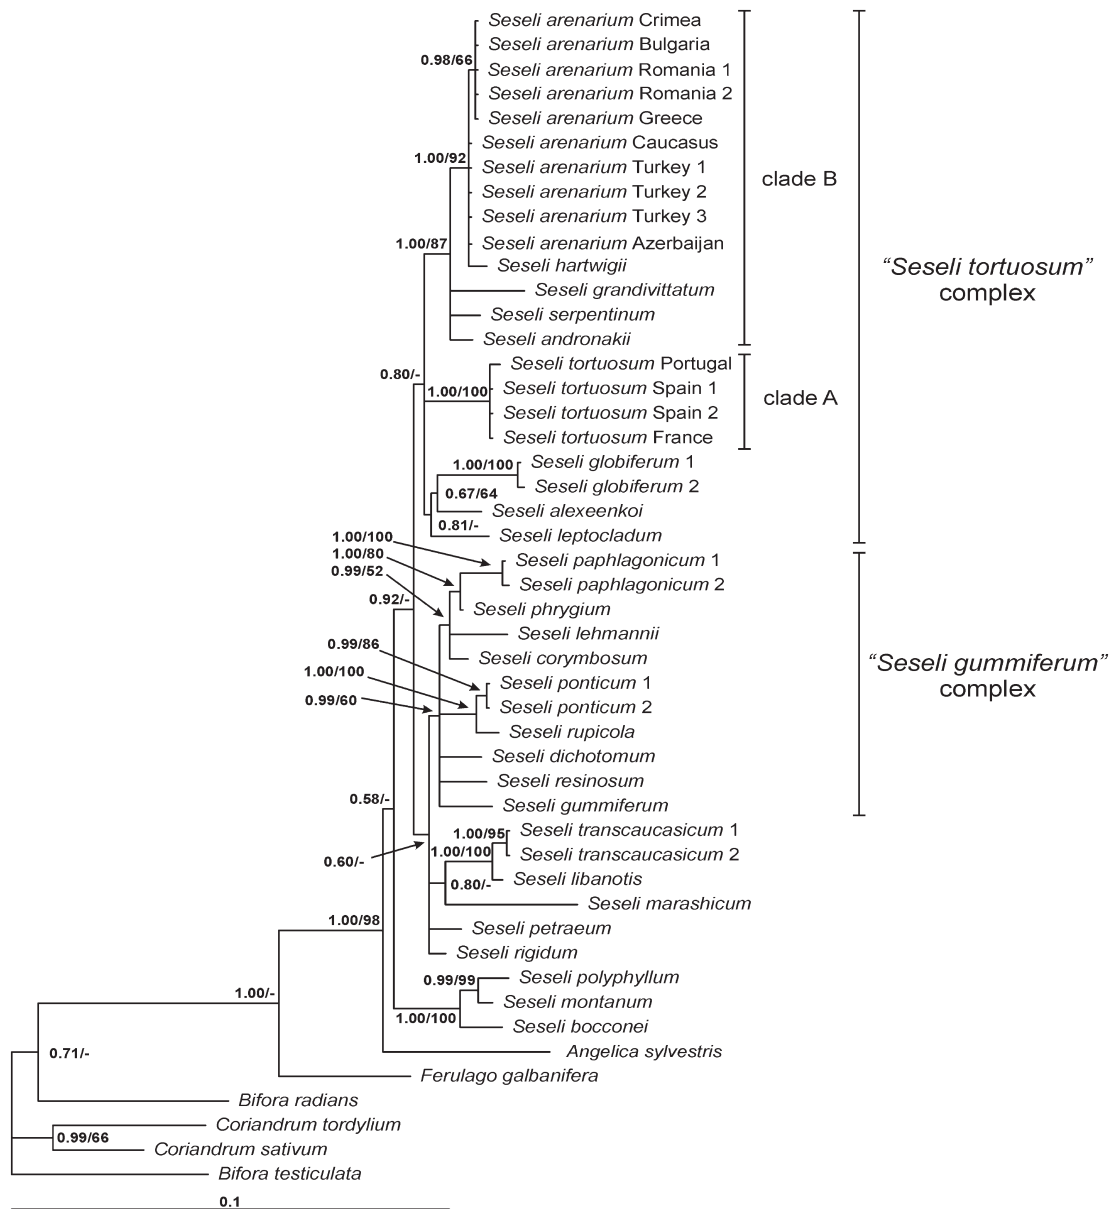 Seseli arenarium Crimea
Seseli arenarium Bulgaria
0.98/66
Seseli arenarium Romania 1
Seseli arenarium Romania 2
Seseli arenarium Greece
Seseli arenarium Caucasus
1.00/92
Seseli arenarium Turkey 1
clade B
Seseli arenarium Turkey 2
Seseli arenarium Turkey 3
1.00/87
Seseli arenarium Azerbaijan
Seseli hartwigii
“Seseli tortuosum”
complex
Seseli grandivittatum
Seseli serpentinum
Seseli andronakii
Seseli tortuosum Portugal
0.80/-
1.00/100
Seseli tortuosum Spain 1
clade A
Seseli tortuosum Spain 2
Seseli tortuosum France
1.00/100
Seseli globiferum 1
0.67/64
Seseli globiferum 2
Seseli alexeenkoi
0.81/-
Seseli leptocladum
1.00/100
1.00/80
0.99/52
Seseli paphlagonicum 1
Seseli paphlagonicum 2
0.92/-
Seseli phrygium
Seseli lehmannii
0.99/86
Seseli corymbosum
“Seseli gummiferum”
complex
1.00/100
Seseli ponticum 1
0.99/60
Seseli ponticum 2
Seseli rupicola
Seseli dichotomum
Seseli resinosum
0.58/-
Seseli gummiferum
1.00/95
Seseli transcaucasicum 1
1.00/100
Seseli transcaucasicum 2
0.60/-
0.80/-
Seseli libanotis
Seseli marashicum
1.00/98
Seseli petraeum
Seseli rigidum
0.99/99
Seseli polyphyllum
1.00/-
Seseli montanum
1.00/100
Seseli bocconei
0.71/-
Angelica sylvestris
Ferulago galbanifera
Bifora radians
Coriandrum tordylium
0.99/66
Coriandrum sativum
Bifora testiculata
0.1